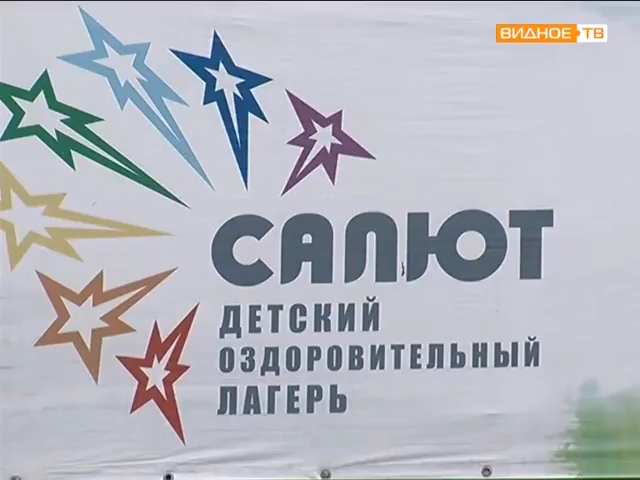 ВИДНОЕ ТВ
САЛЮТ
ДЕТСКИЙ
ОЗДОРОВИТЕЛЬНЫЙ
ЛАГЕРЬ